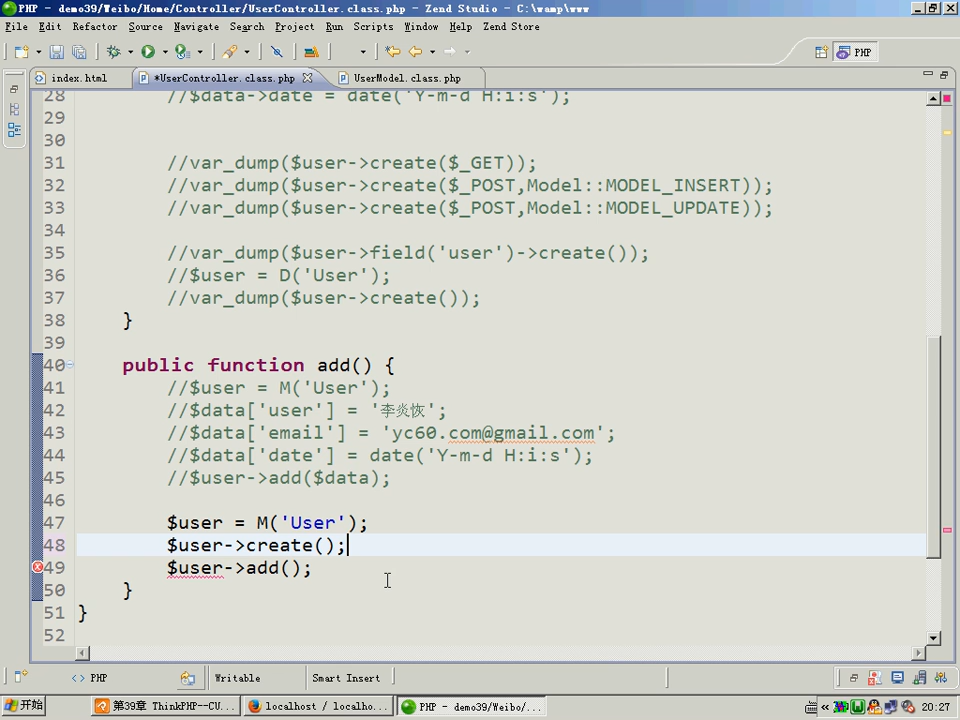 PHP - demo39/Weibo/Home/Controller/UserController.class.php - Zend Studio - C:\wamp\www
File Edit Refactor Source Navigate Search Project Run Scripts Window Help Zend Store
PHP
index.html *UserController.class.php UserModel.class.php
28 //$data->date = date('Y-m-d H:i:s');
29
30
31 //var_dump($user->create($_GET));
32 //var_dump($user->create($_POST,Model::MODEL_INSERT));
33 //var_dump($user->create($_POST,Model::MODEL_UPDATE));
34
35 //var_dump($user->field('user')->create());
36 //$user = D('User');
37 //var_dump($user->create());
38 }
39
40 public function add() {
41 //$user = M('User');
42 //$data['user'] = '李炎恢';
43 //$data['email'] = 'yc60.com@gmail.com';
44 //$data['date'] = date('Y-m-d H:i:s');
45 //$user->add($data);
46
47 $user = M('User');
48 $user->create();
49 $user->add();
50 }
51 }
52
PHP Writable Smart Insert
开始 第39章 ThinkPHP--CU... localhost / localho... PHP - demo39/Weibo/... 20:27